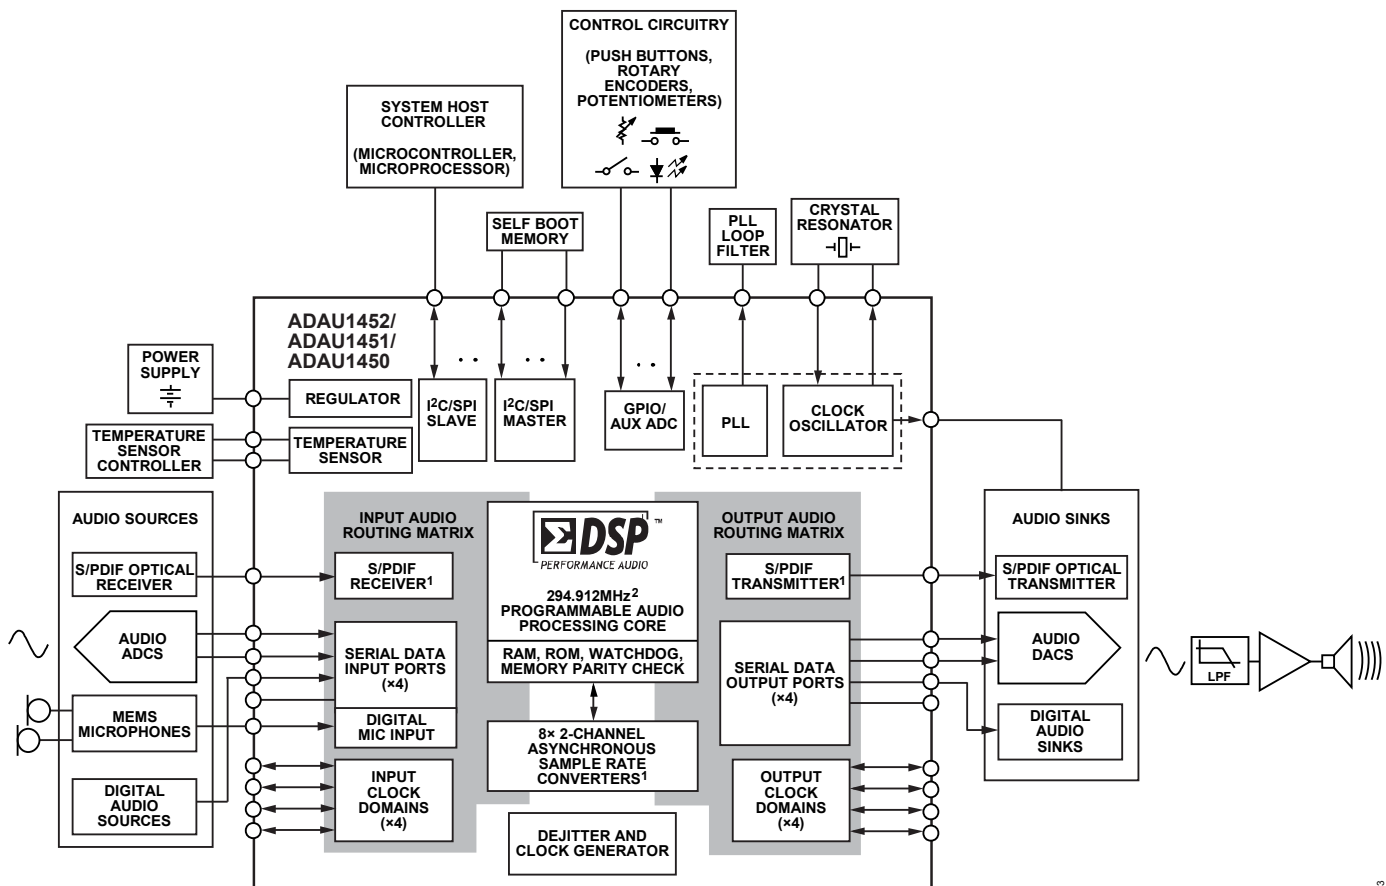 CONTROL CIRCUITRY
(PUSH BUTTONS,
ROTARY
ENCODERS,
POTENTIOMETERS)
SYSTEM HOST
CONTROLLER
(MICROCONTROLLER,
MICROPROCESSOR)
SELF BOOT
MEMORY
PLL
LOOP
FILTER
CRYSTAL
RESONATOR
ADAU1452/
ADAU1451/
ADAU1450
POWER
SUPPLY
REGULATOR
TEMPERATURE
SENSOR
CONTROLLER
TEMPERATURE
SENSOR
I2C/SPI
SLAVE
I2C/SPI
MASTER
GPIO/
AUX ADC
PLL
CLOCK
OSCILLATOR
AUDIO SOURCES
S/PDIF OPTICAL
RECEIVER
AUDIO
ADCS
MEMS
MICROPHONES
DIGITAL
AUDIO
SOURCES
INPUT AUDIO
ROUTING MATRIX
S/PDIF
RECEIVER1
SERIAL DATA
INPUT PORTS
(×4)
DIGITAL
MIC INPUT
INPUT
CLOCK
DOMAINS
(×4)
ΣDSP™
PERFORMANCE AUDIO
294.912MHz2
PROGRAMMABLE AUDIO
PROCESSING CORE
RAM, ROM, WATCHDOG,
MEMORY PARITY CHECK
8× 2-CHANNEL
ASYNCHRONOUS
SAMPLE RATE
CONVERTERS1
DEJITTER AND
CLOCK GENERATOR
OUTPUT AUDIO
ROUTING MATRIX
S/PDIF
TRANSMITTER1
SERIAL DATA
OUTPUT PORTS
(×4)
OUTPUT
CLOCK
DOMAINS
(×4)
AUDIO SINKS
S/PDIF OPTICAL
TRANSMITTER
AUDIO
DACS
DIGITAL
AUDIO
SINKS
LPF
3